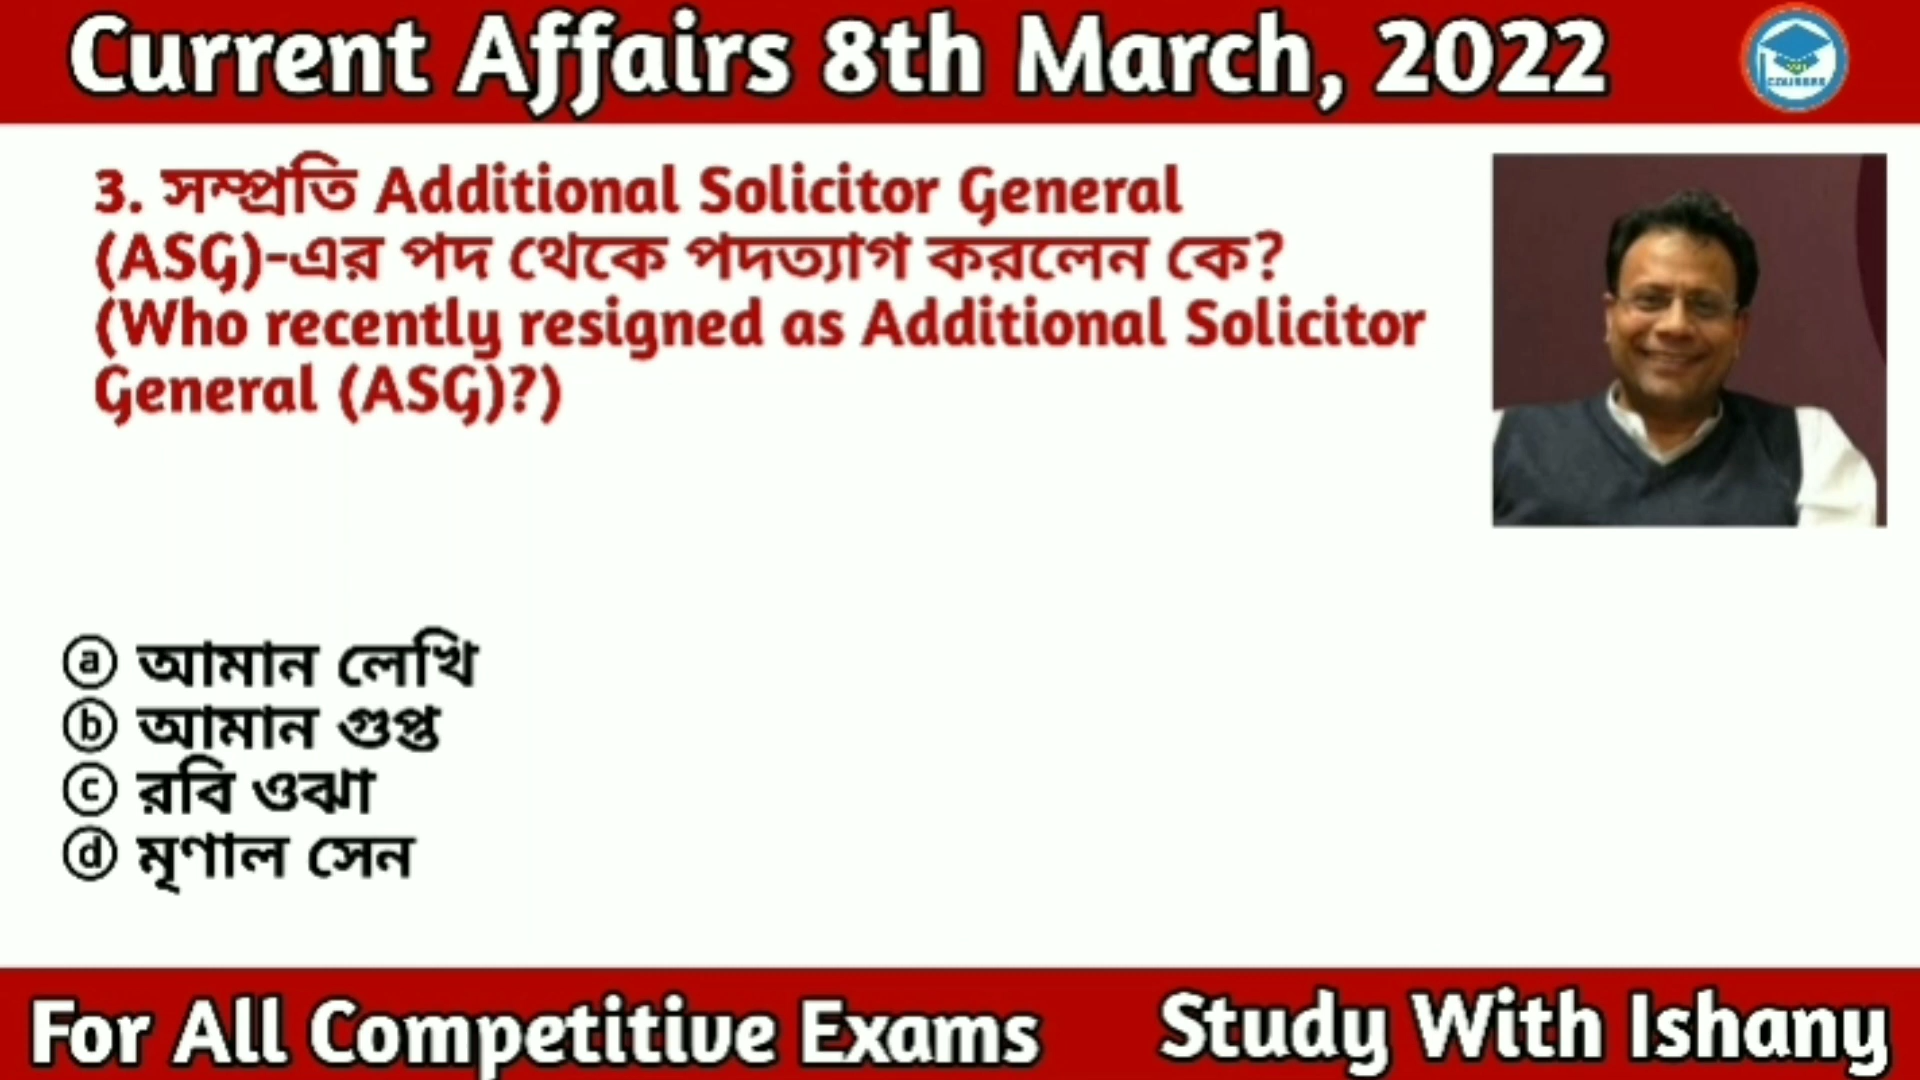 Current Affairs 8th March, 2022
COURSES
3. সম্প্রতি Additional Solicitor General
(ASG)-এর পদ থেকে পদত্যাগ করলেন কে?
(Who recently resigned as Additional Solicitor
General (ASG)?)
ⓐ আমান লেখি
ⓑ আমান গুপ্ত
ⓒ রবি ওঝা
ⓓ মৃণাল সেন
For All Competitive Exams Study With Ishany